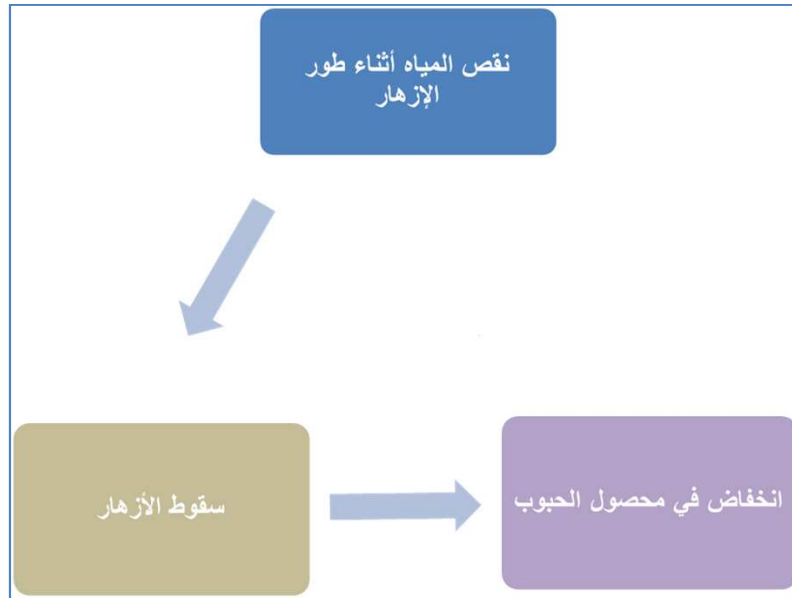 نقص المياه أثناء طور
الإزهار
سقوط الأزهار
انخفاض في محصول الحبوب